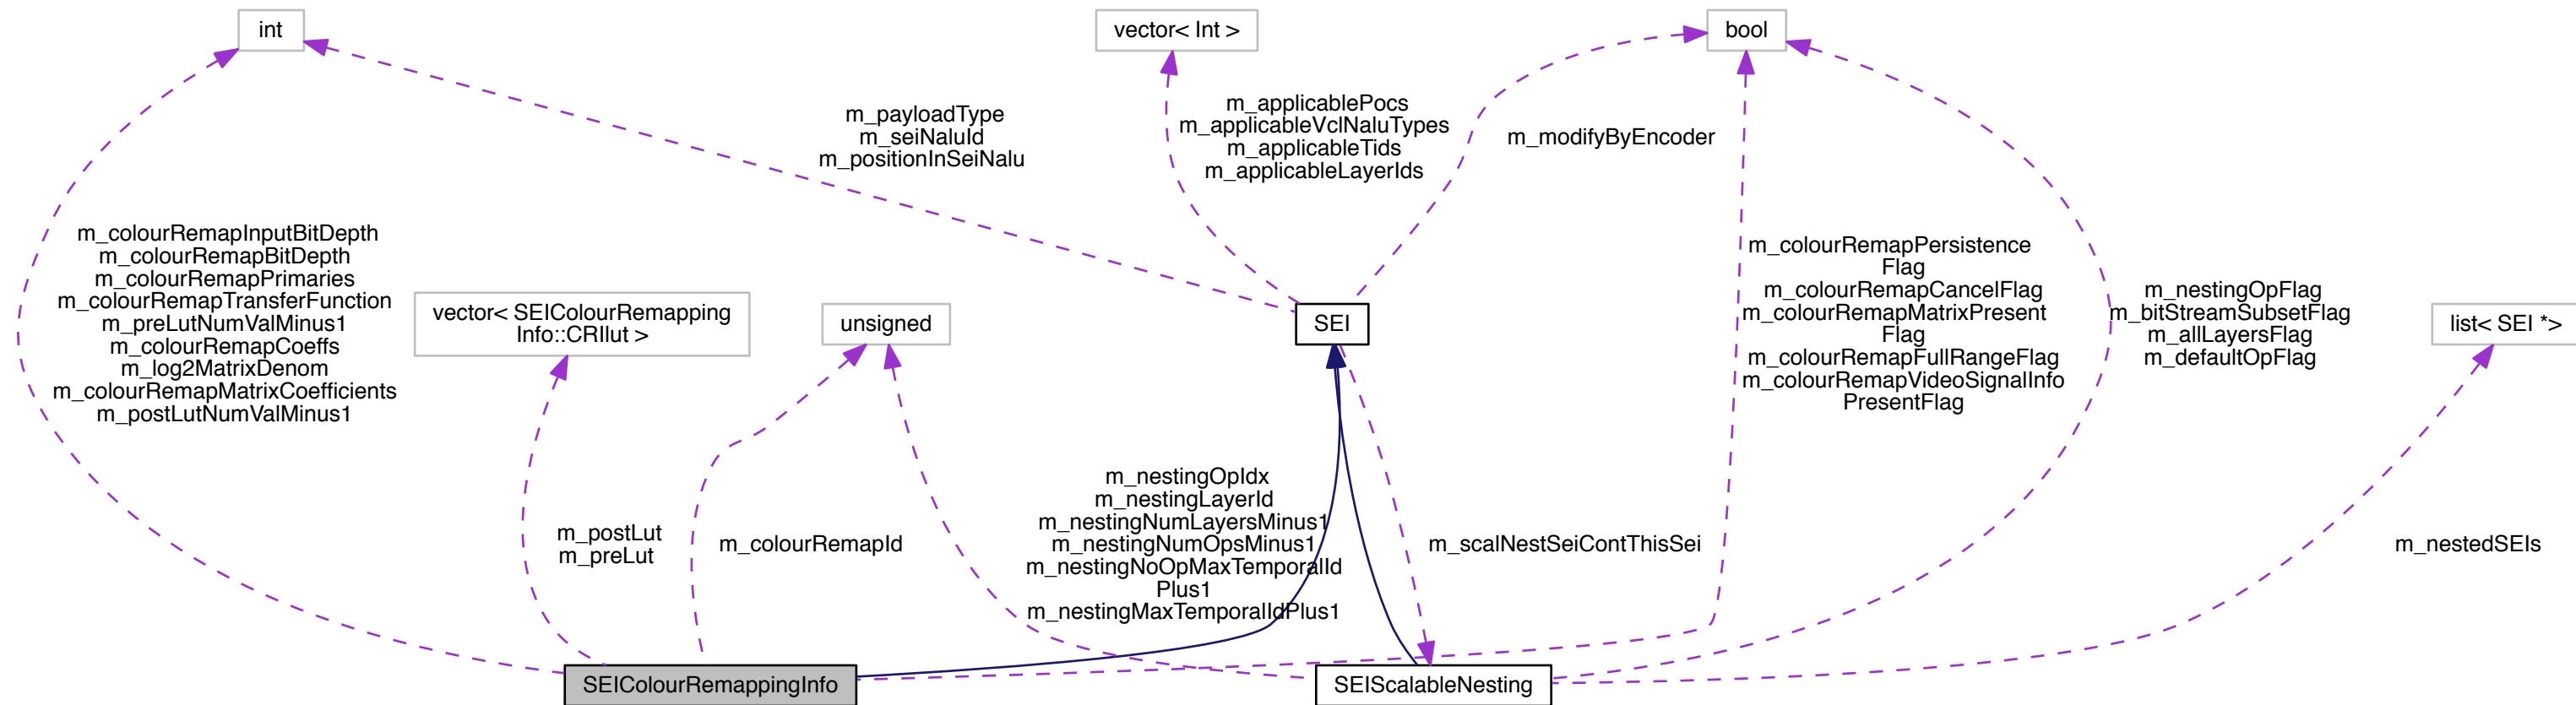 int
vector< Int >
bool
m_payloadType
m_seiNaluId
m_positionInSeiNalu
m_applicablePocs
m_applicableVclNaluTypes
m_applicableTids
m_applicableLayerIds
m_modifyByEncoder
m_colourRemapInputBitDepth
m_colourRemapBitDepth
m_colourRemapPrimaries
m_colourRemapTransferFunction
m_preLutNumValMinus1
m_colourRemapCoeffs
m_log2MatrixDenom
m_colourRemapMatrixCoefficients
m_postLutNumValMinus1
vector< SEIColourRemapping
Info::CRIlut >
unsigned
SEI
m_colourRemapPersistence
Flag
m_colourRemapCancelFlag
m_colourRemapMatrixPresent
Flag
m_colourRemapFullRangeFlag
m_colourRemapVideoSignalInfo
PresentFlag
m_nestingOpFlag
m_bitStreamSubsetFlag
m_allLayersFlag
m_defaultOpFlag
list< SEI *>
m_postLut
m_preLut
m_colourRemapId
m_nestingOpIdx
m_nestingLayerId
m_nestingNumLayersMinus1
m_nestingNumOpsMinus1
m_nestingNoOpMaxTemporalId
Plus1
m_nestingMaxTemporalIdPlus1
m_scalNestSeiContThisSei
m_nestedSEIs
SEIColourRemappingInfo
SEIScalableNesting